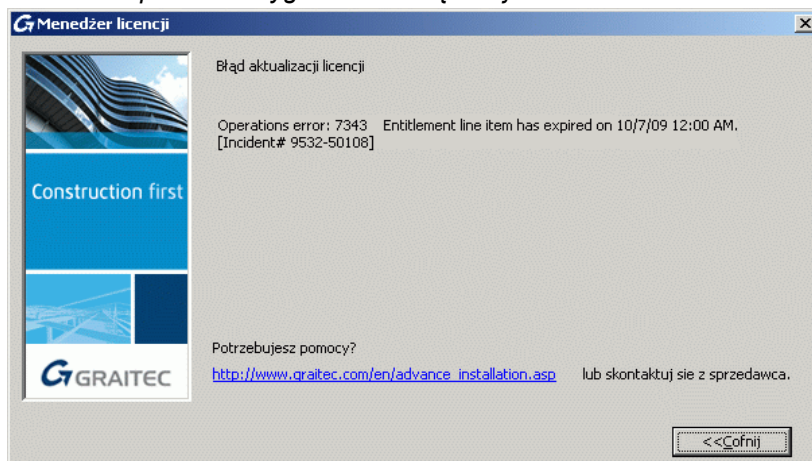 Menedżer licencji
Błąd aktualizacji licencji
Operations error: 7343 Entitlement line item has expired on 10/7/09 12:00 AM.
[Incident# 9532-50108]
Construction first
GRAITEC
Potrzebujesz pomocy?
http://www.graitec.com/en/advance_installation.asp lub skontaktuj sie z sprzedawca.
<<Cofnij